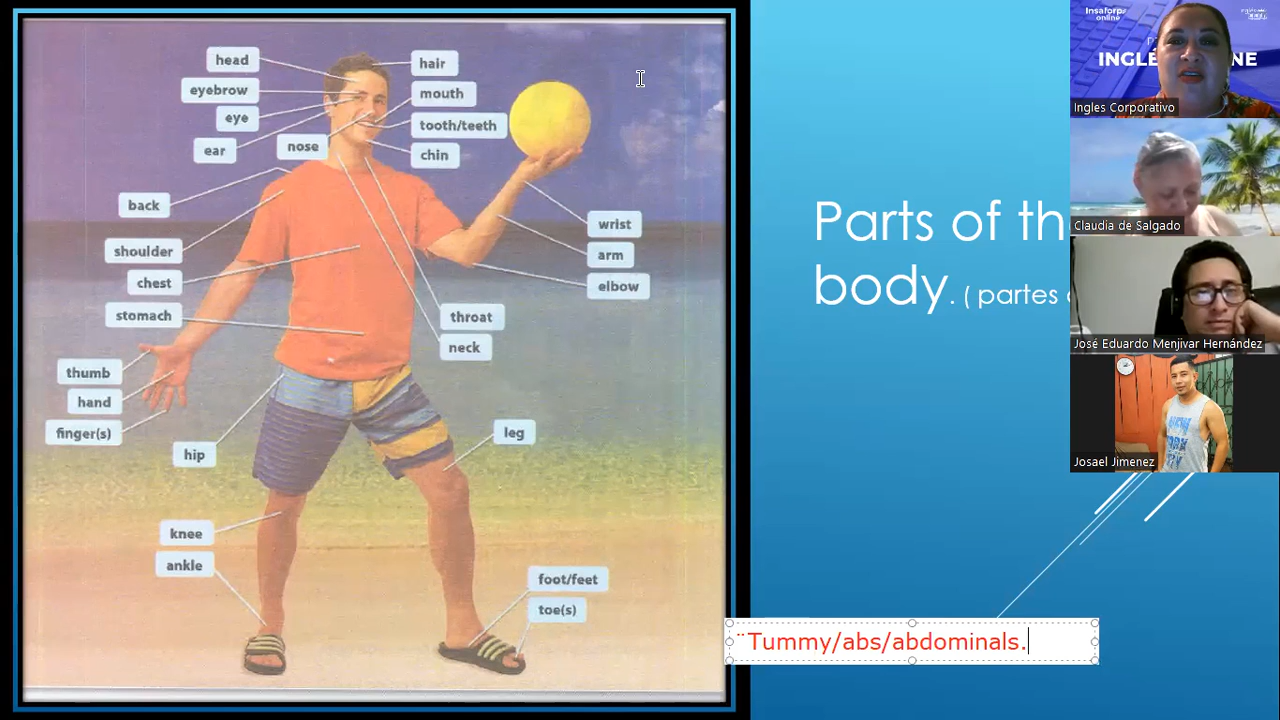 head
hair
eyebrow
mouth
eye
tooth/teeth
ear
nose
chin
back
wrist
shoulder
arm
chest
elbow
stomach
throat
neck
thumb
hand
finger(s)
hip
leg
knee
ankle
foot/feet
toe(s)
Parts of th
body. ( partes
¨Tummy/abs/abdominals.
Insaforp
online
INGLÉ
NE
Ingles Corporativo
Claudia de Salgado
José Eduardo Menjivar Hernández
Josael Jimenez